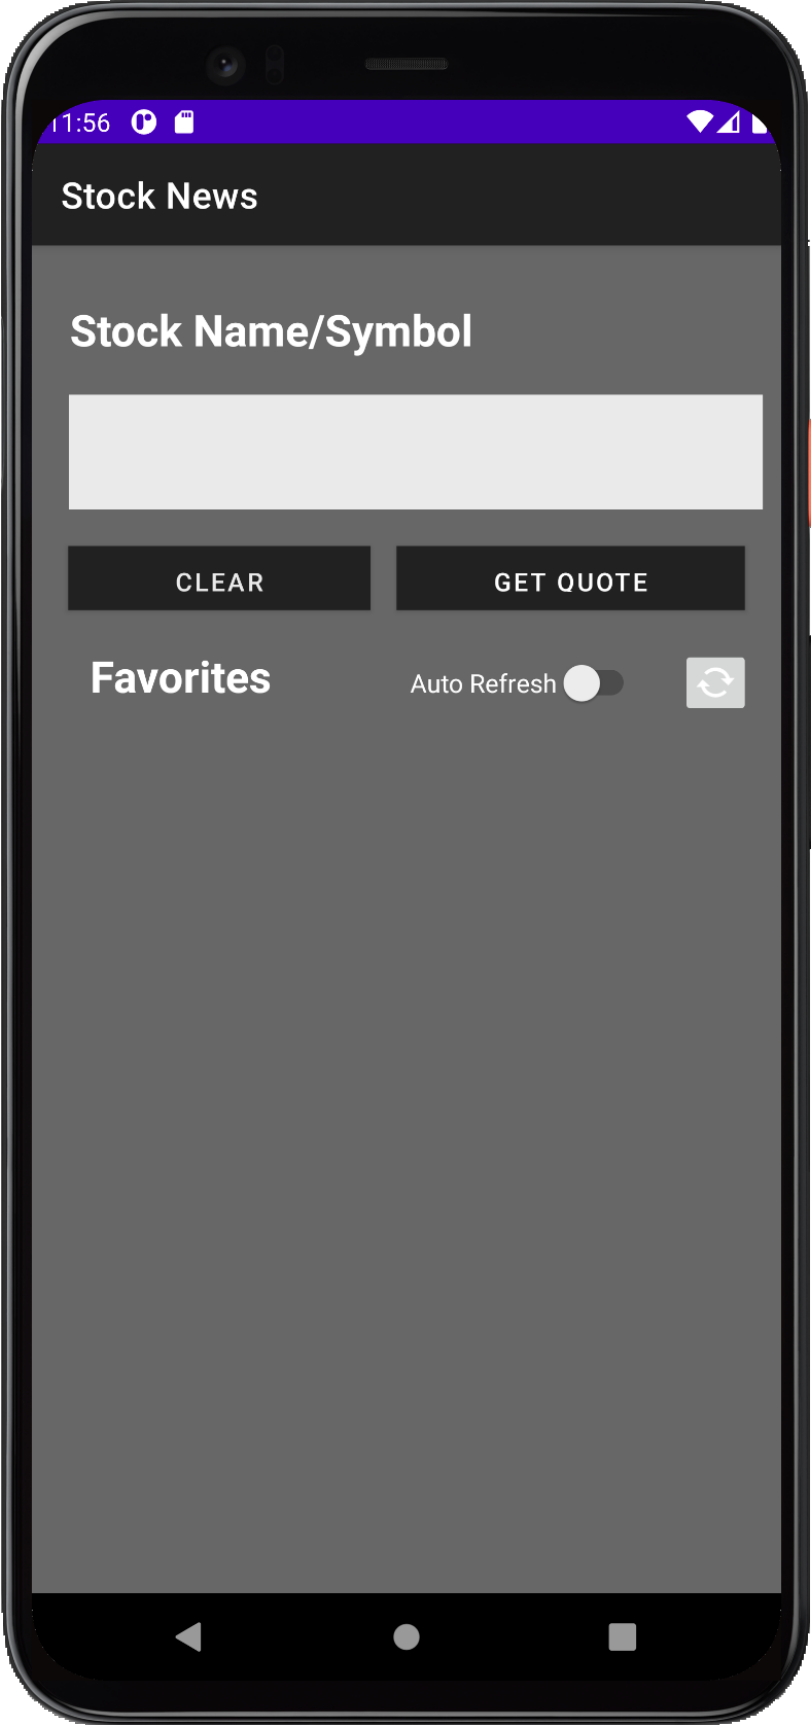 11:56
Stock News
Stock Name/Symbol
CLEAR
GET QUOTE
Favorites
Auto Refresh